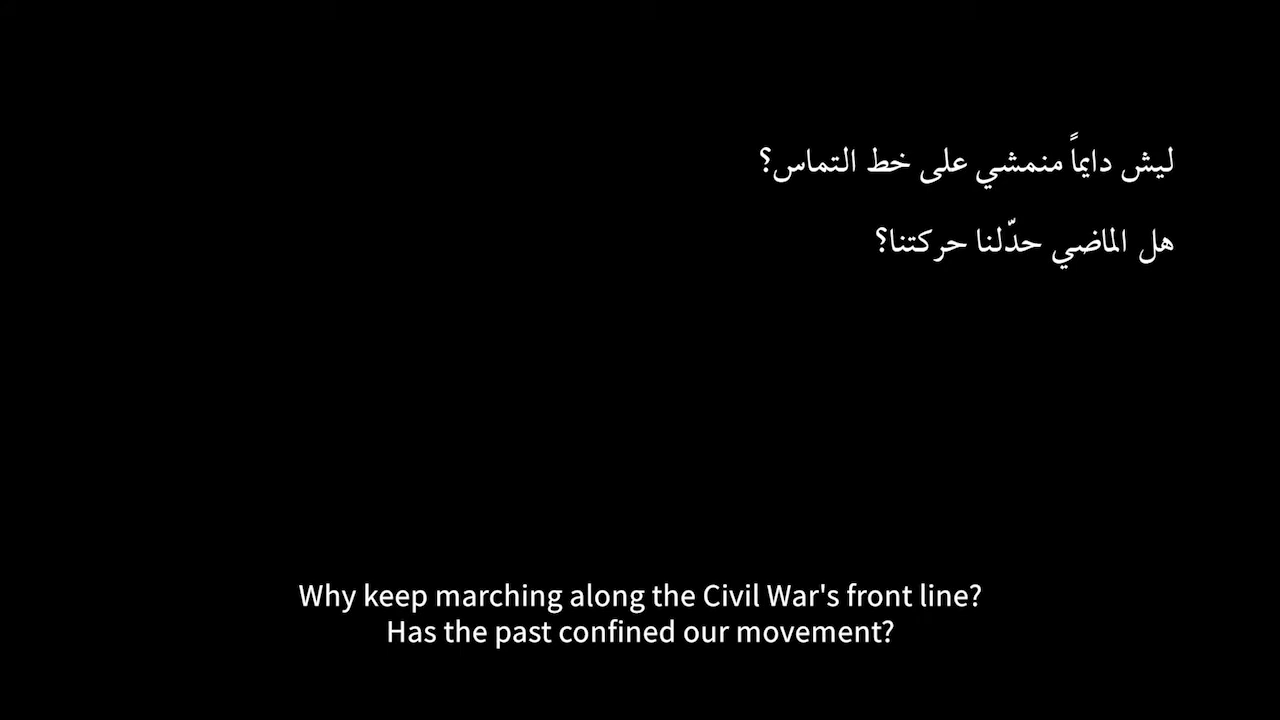 ليش دايماً منمشي على خط التماس؟
هل الماضي حدّلنا حركتنا؟
Why keep marching along the Civil War's front line?
Has the past confined our movement?